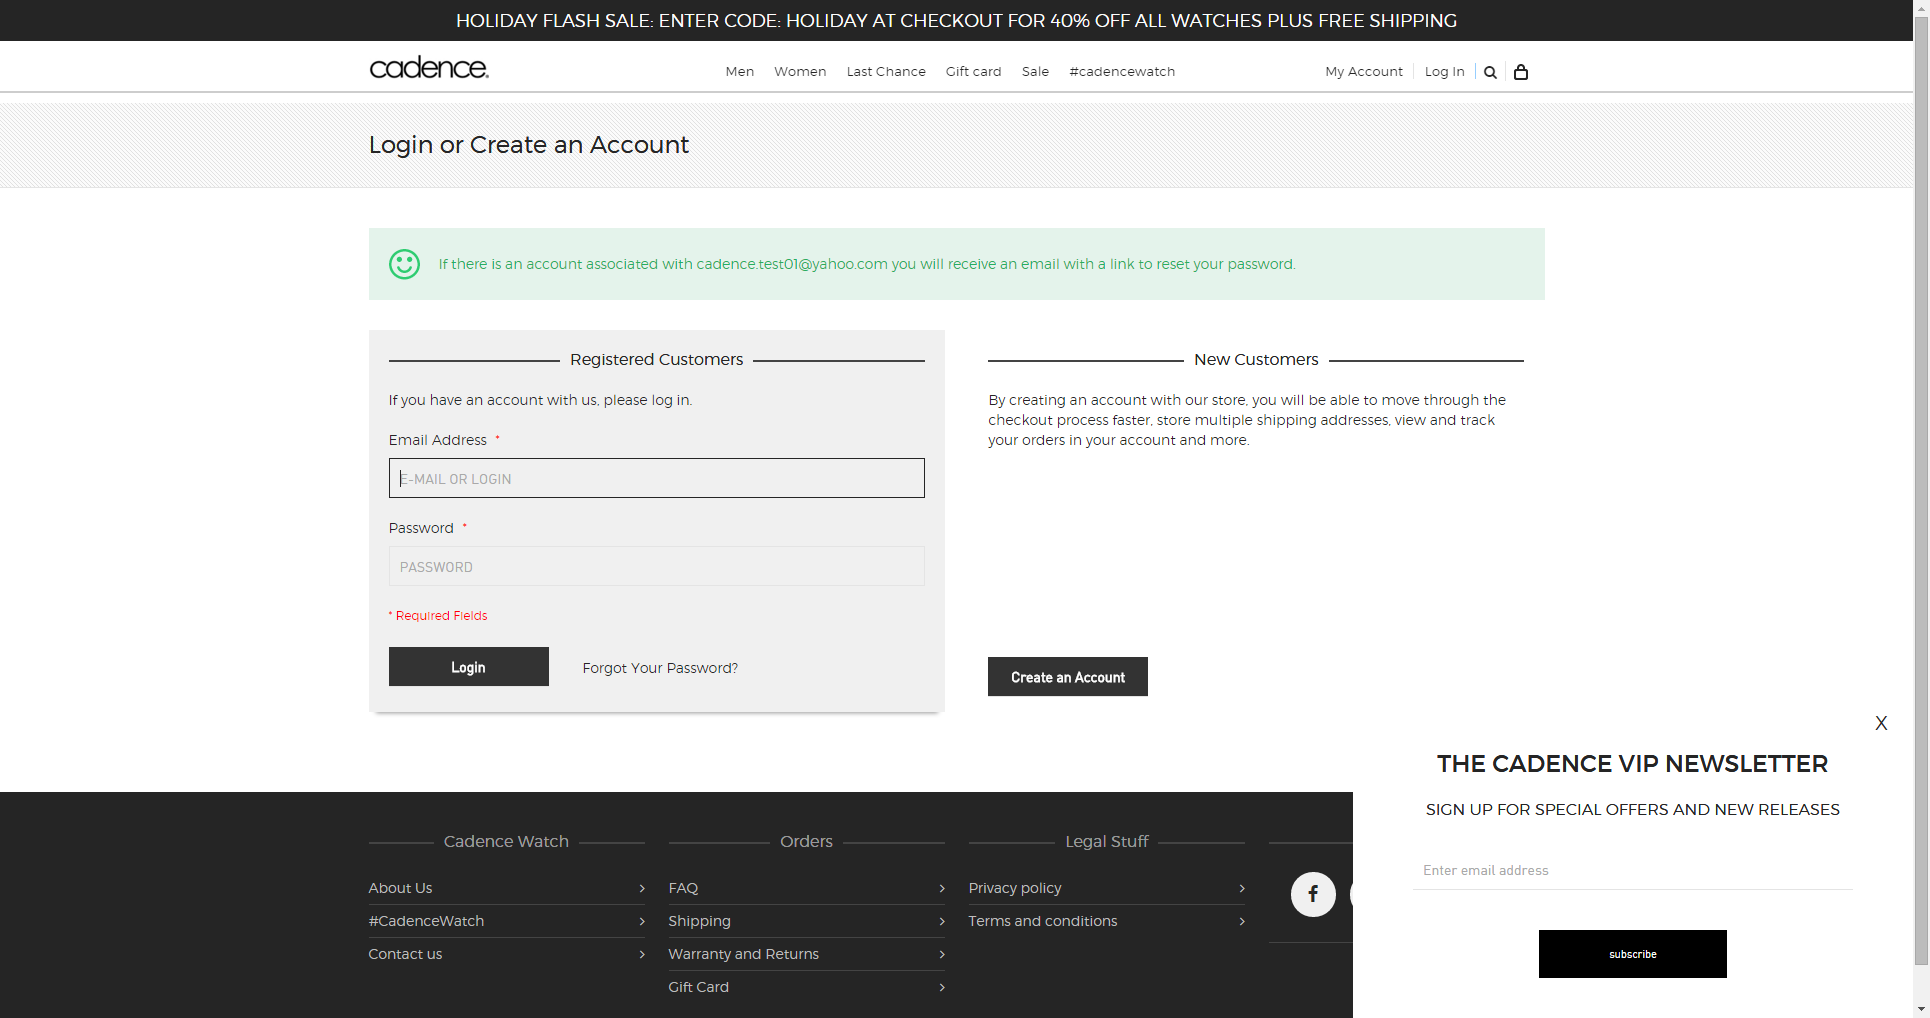 HOLIDAY FLASH SALE: ENTER CODE: HOLIDAY AT CHECKOUT FOR 40% OFF ALL WATCHES PLUS FREE SHIPPING
cadence.
Men Women Last Chance Gift card Sale #cadencewatch My Account Log In
Login or Create an Account
If there is an account associated with cadence.test01@yahoo.com you will receive an email with a link to reset your password.
Registered Customers
If you have an account with us, please log in.
Email Address *
E-MAIL OR LOGIN
Password *
PASSWORD
* Required Fields
Login Forgot Your Password?
New Customers
By creating an account with our store, you will be able to move through the
checkout process faster, store multiple shipping addresses, view and track
your orders in your account and more.
Create an Account
X
THE CADENCE VIP NEWSLETTER
SIGN UP FOR SPECIAL OFFERS AND NEW RELEASES
Enter email address
subscribe
Cadence Watch
About Us
#CadenceWatch
Contact us
Orders
FAQ
Shipping
Warranty and Returns
Gift Card
Legal Stuff
Privacy policy
Terms and conditions